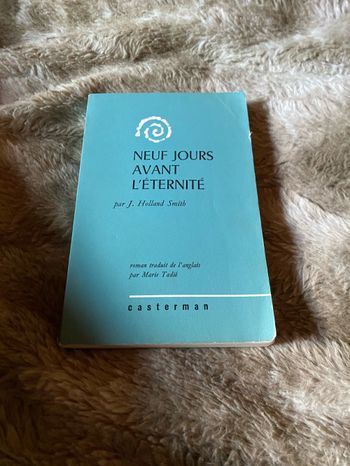 NEUF JOURS
AVANT
L'ÉTERNITÉ
par J. Holland Smith
roman traduit de l'anglais
par Marie Tadié
casterman